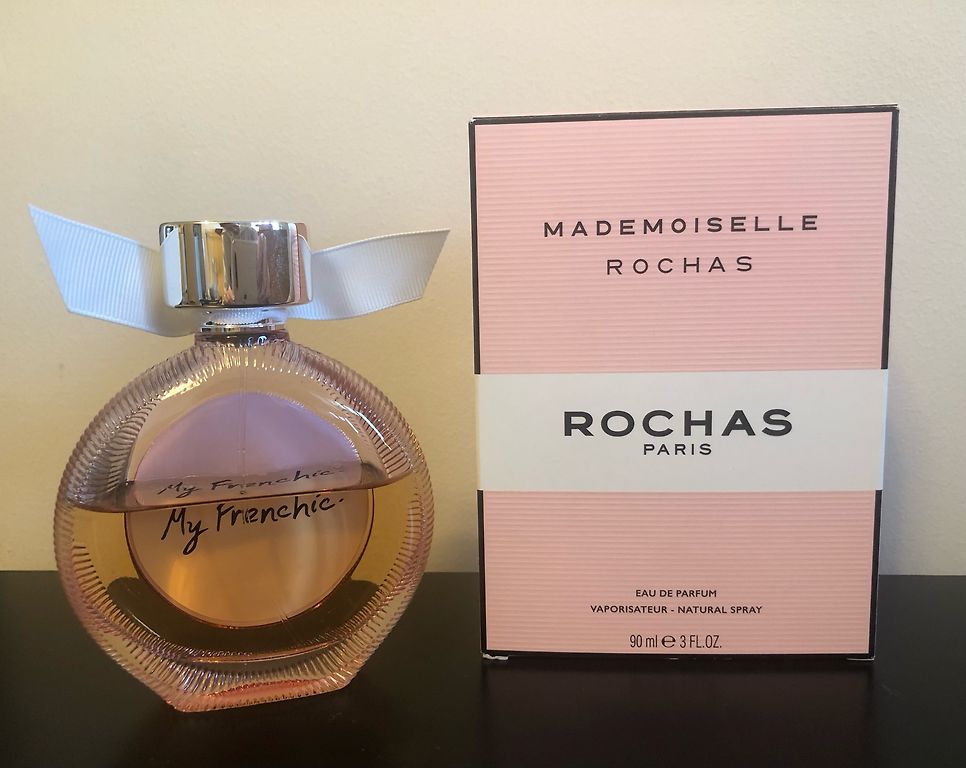 My Frenchic.
My Frenchic.
MADEMOISELLE
ROCHAS
ROCHAS
PARIS
EAU DE PARFUM
VAPORISATEUR - NATURAL SPRAY
90 ml ℮ 3 FL.OZ.